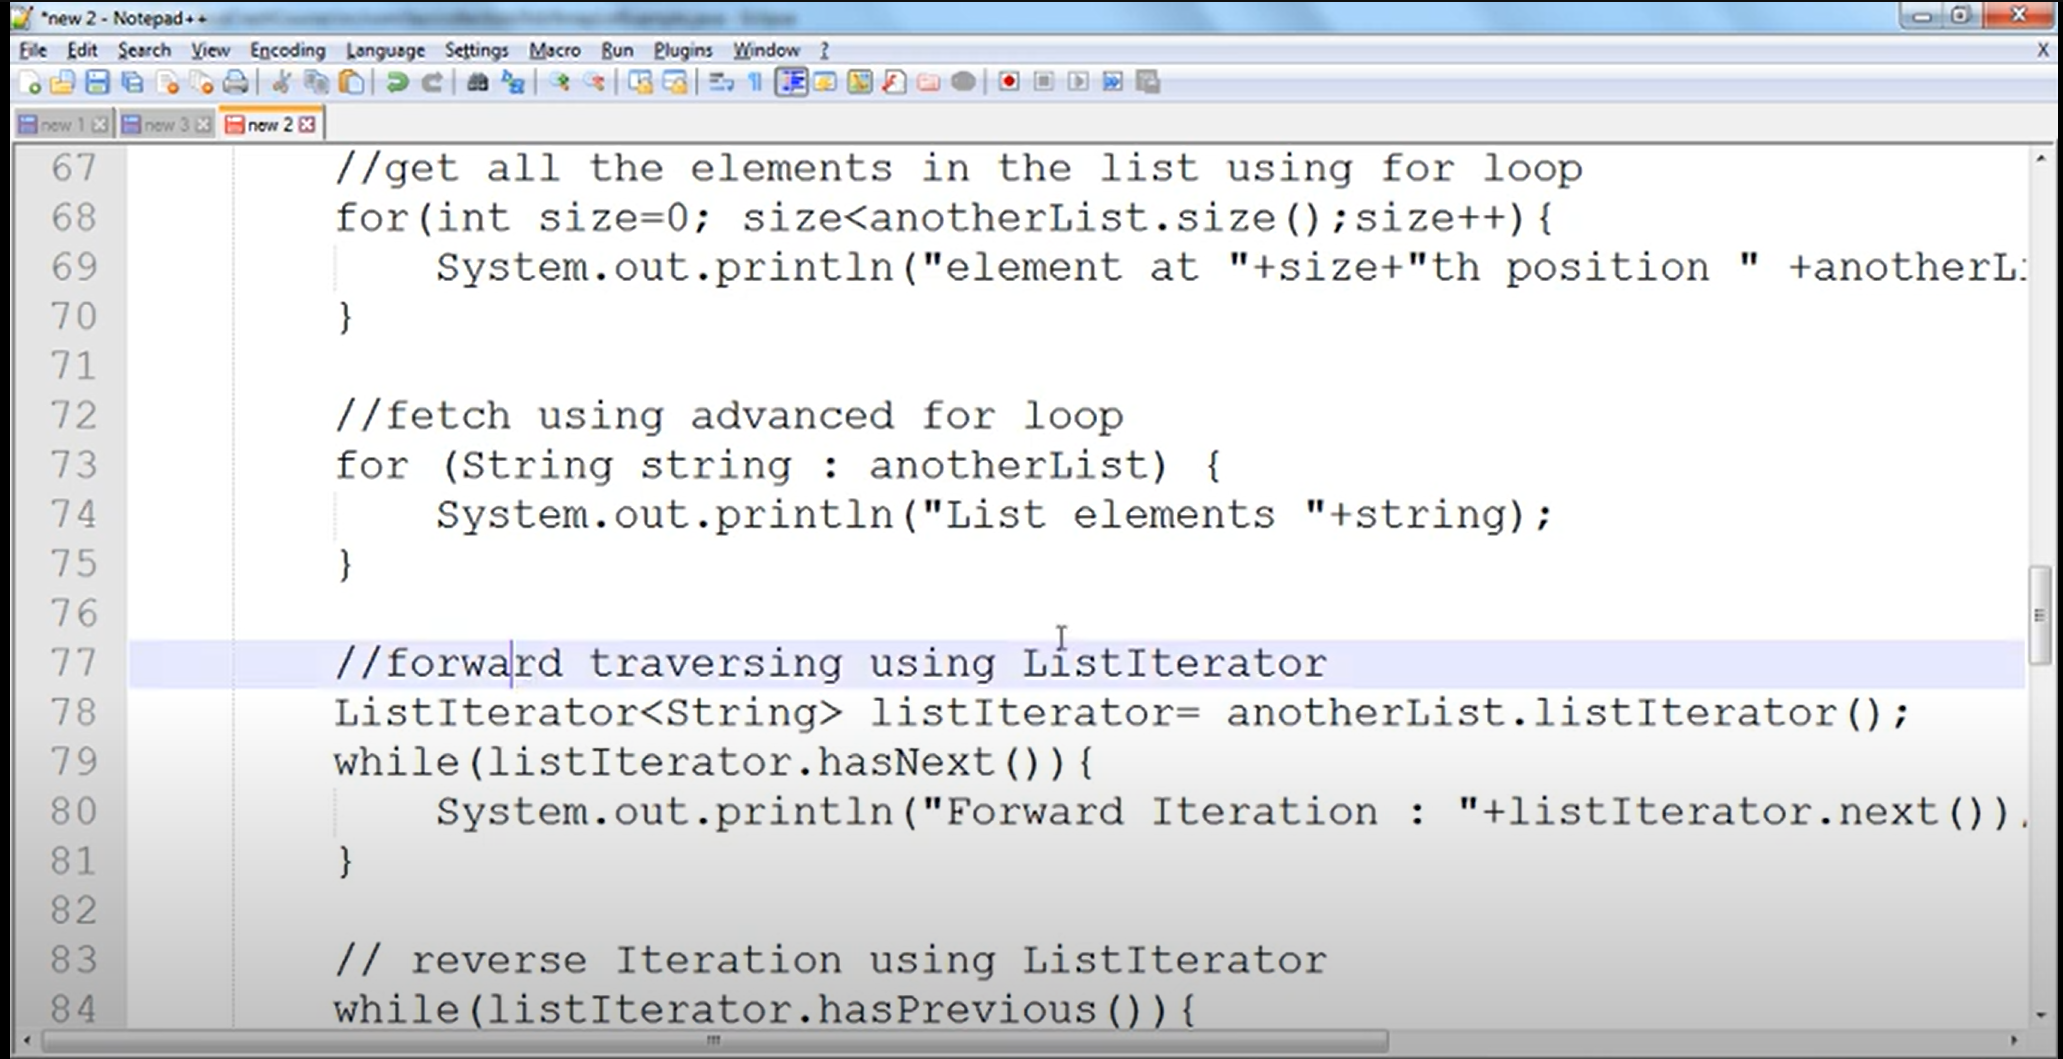 *new 2 - Notepad++
File Edit Search View Encoding Language Settings Macro Run Plugins Window ? X
new 1 new 3 new 2
67 //get all the elements in the list using for loop
68 for(int size=0; size<anotherList.size();size++){
69 System.out.println("element at "+size+"th position " +anotherLi
70 }
71
72 //fetch using advanced for loop
73 for (String string : anotherList) {
74 System.out.println("List elements "+string);
75 }
76
77 //forward traversing using ListIterator
78 ListIterator<String> listIterator= anotherList.listIterator();
79 while(listIterator.hasNext()){
80 System.out.println("Forward Iteration : "+listIterator.next())
81 }
82
83 // reverse Iteration using ListIterator
84 while(listIterator.hasPrevious()){